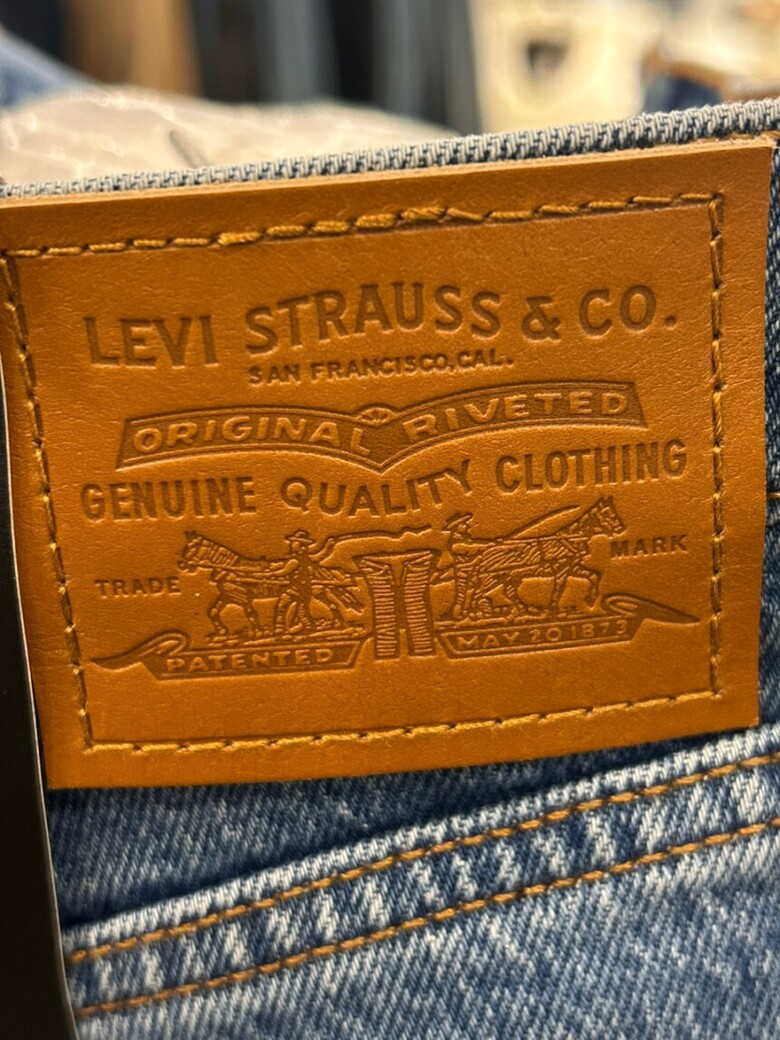 LEVI STRAUSS & CO.
SAN FRANCISCO, CAL.
ORIGINAL RIVETED
GENUINE QUALITY CLOTHING
TRADE MARK
PATENTED MAY 20 1873